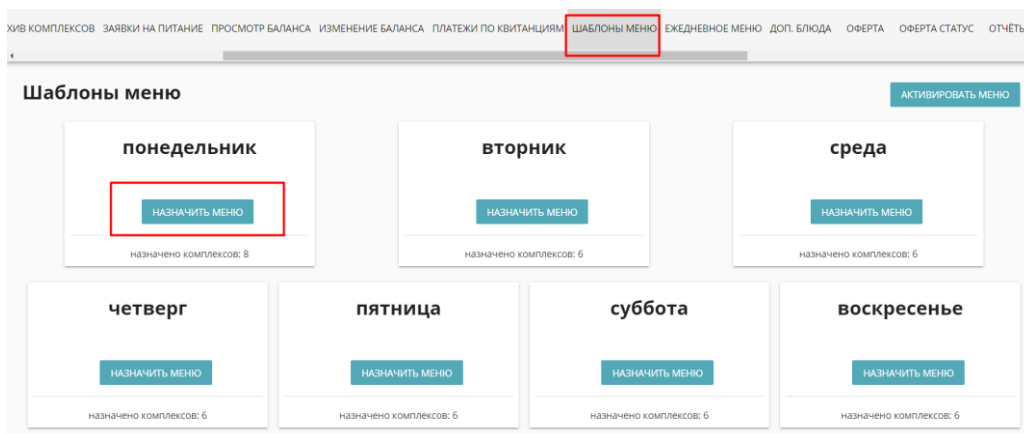 ХИВ КОМПЛЕКСОВ ЗАЯВКИ НА ПИТАНИЕ ПРОСМОТР БАЛАНСА ИЗМЕНЕНИЕ БАЛАНСА ПЛАТЕЖИ ПО КВИТАНЦИЯМ ШАБЛОНЫ МЕНЮ ЕЖЕДНЕВНОЕ МЕНЮ ДОП. БЛЮДА ОФЕРТА ОФЕРТА СТАТУС ОТЧЁТЬ
Шаблоны меню АКТИВИРОВАТЬ МЕНЮ
понедельник вторник среда
НАЗНАЧИТЬ МЕНЮ НАЗНАЧИТЬ МЕНЮ НАЗНАЧИТЬ МЕНЮ
назначено комплексов: 8 назначено комплексов: 6 назначено комплексов: 6
четверг пятница суббота воскресенье
НАЗНАЧИТЬ МЕНЮ НАЗНАЧИТЬ МЕНЮ НАЗНАЧИТЬ МЕНЮ НАЗНАЧИТЬ МЕНЮ
назначено комплексов: 6 назначено комплексов: 6 назначено комплексов: 6 назначено комплексов: 6